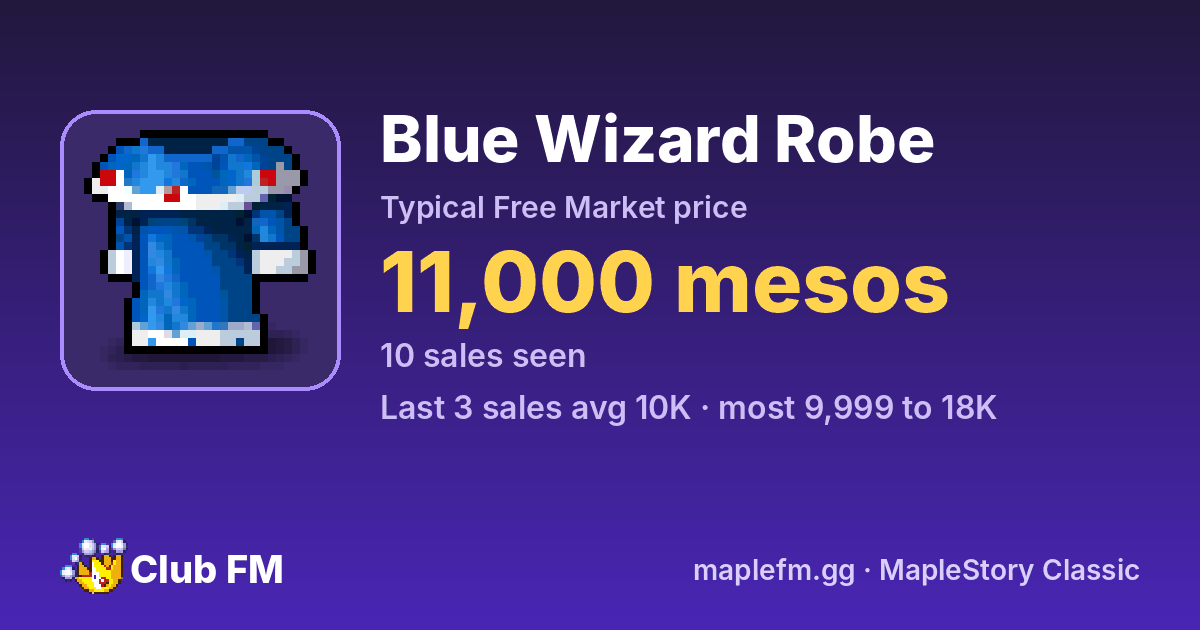 Blue Wizard Robe
Typical Free Market price
11,000 mesos
10 sales seen
Last 3 sales avg 10K · most 9,999 to 18K
Club FM
maplefm.gg · MapleStory Classic